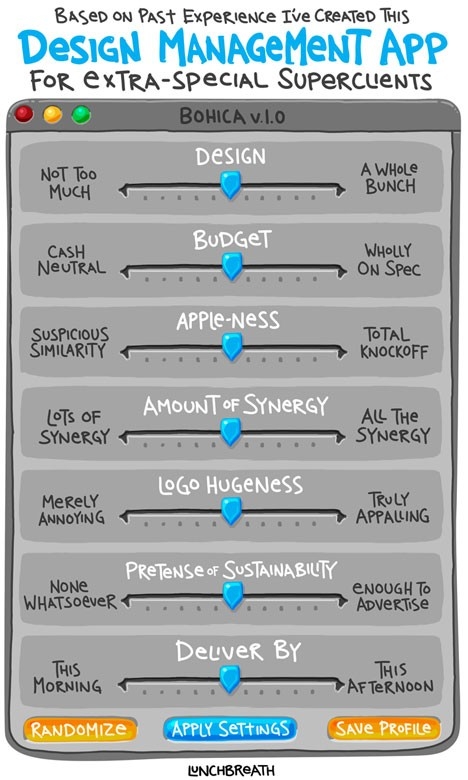 Based on Past Experience I've Created This
Design Management App
For extra-special Superclients
BOHICA v.1.0
Design
Not Too Much
A Whole Bunch
Budget
Cash Neutral
Wholly On Spec
Apple-ness
Suspicious Similarity
Total Knockoff
Amount of Synergy
Lots of Synergy
All the Synergy
Logo Hugeness
Merely Annoying
Truly Appalling
Pretense of Sustainability
None Whatsoever
Enough to Advertise
Deliver By
This Morning
This Afternoon
Randomize
Apply Settings
Save Profile
Lunchbreath